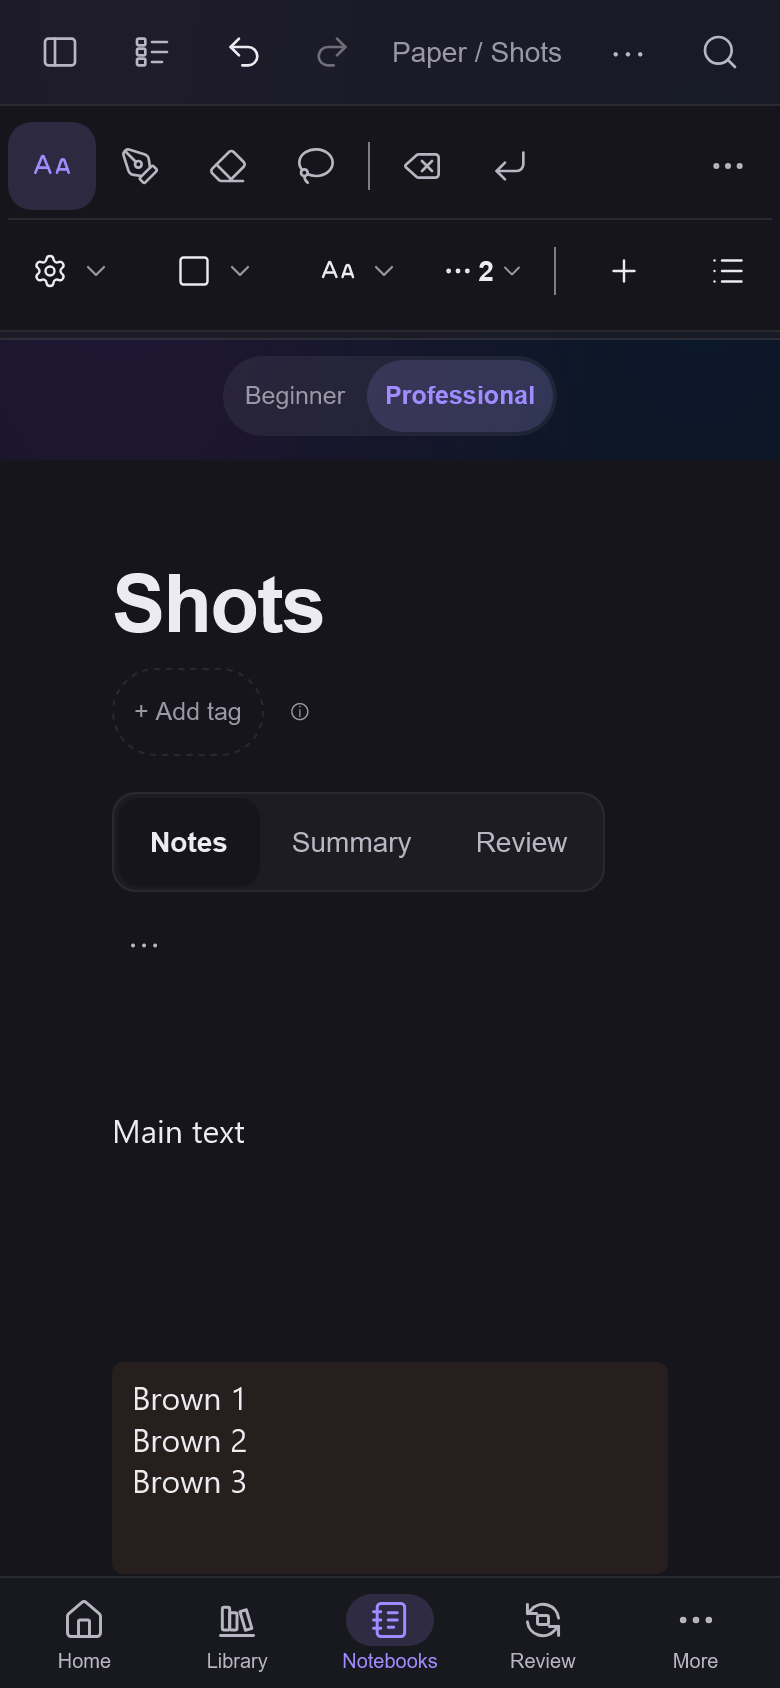 Paper / Shots
AA
AA
··· 2
Beginner Professional
Shots
+ Add tag
Notes Summary Review
Main text
Brown 1
Brown 2
Brown 3
Home Library Notebooks Review More